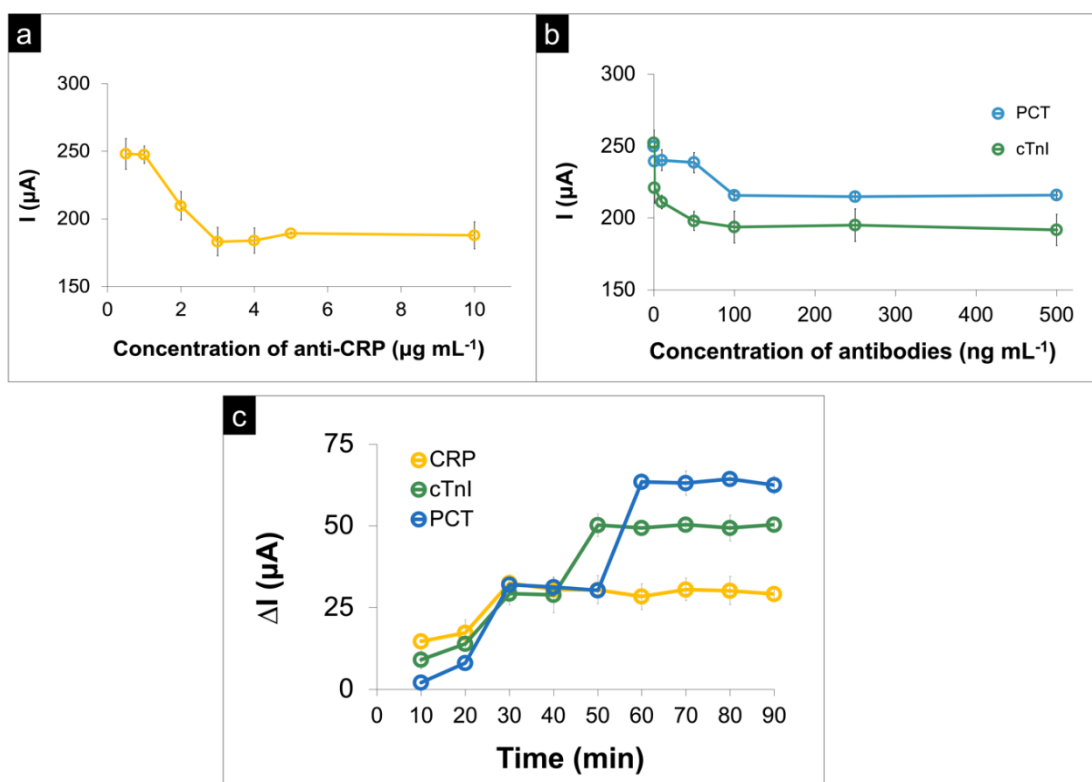 a
300
250
200
150
I (µA)
0 2 4 6 8 10
Concentration of anti-CRP (µg mL⁻¹)
b
300
250
200
150
I (µA)
PCT
cTnI
0 100 200 300 400 500
Concentration of antibodies (ng mL⁻¹)
c
75
50
25
0
ΔI (µA)
CRP
cTnI
PCT
0 10 20 30 40 50 60 70 80 90
Time (min)